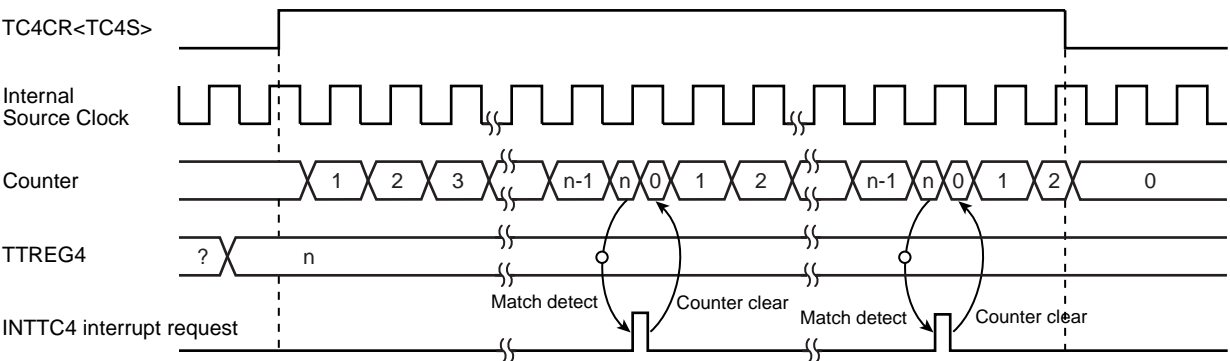 TC4CR<TC4S>
Internal
Source Clock
Counter 1 2 3 n-1 n 0 1 2 n-1 n 0 1 2 0
TTREG4 ? n
Match detect Counter clear Match detect Counter clear
INTTC4 interrupt request